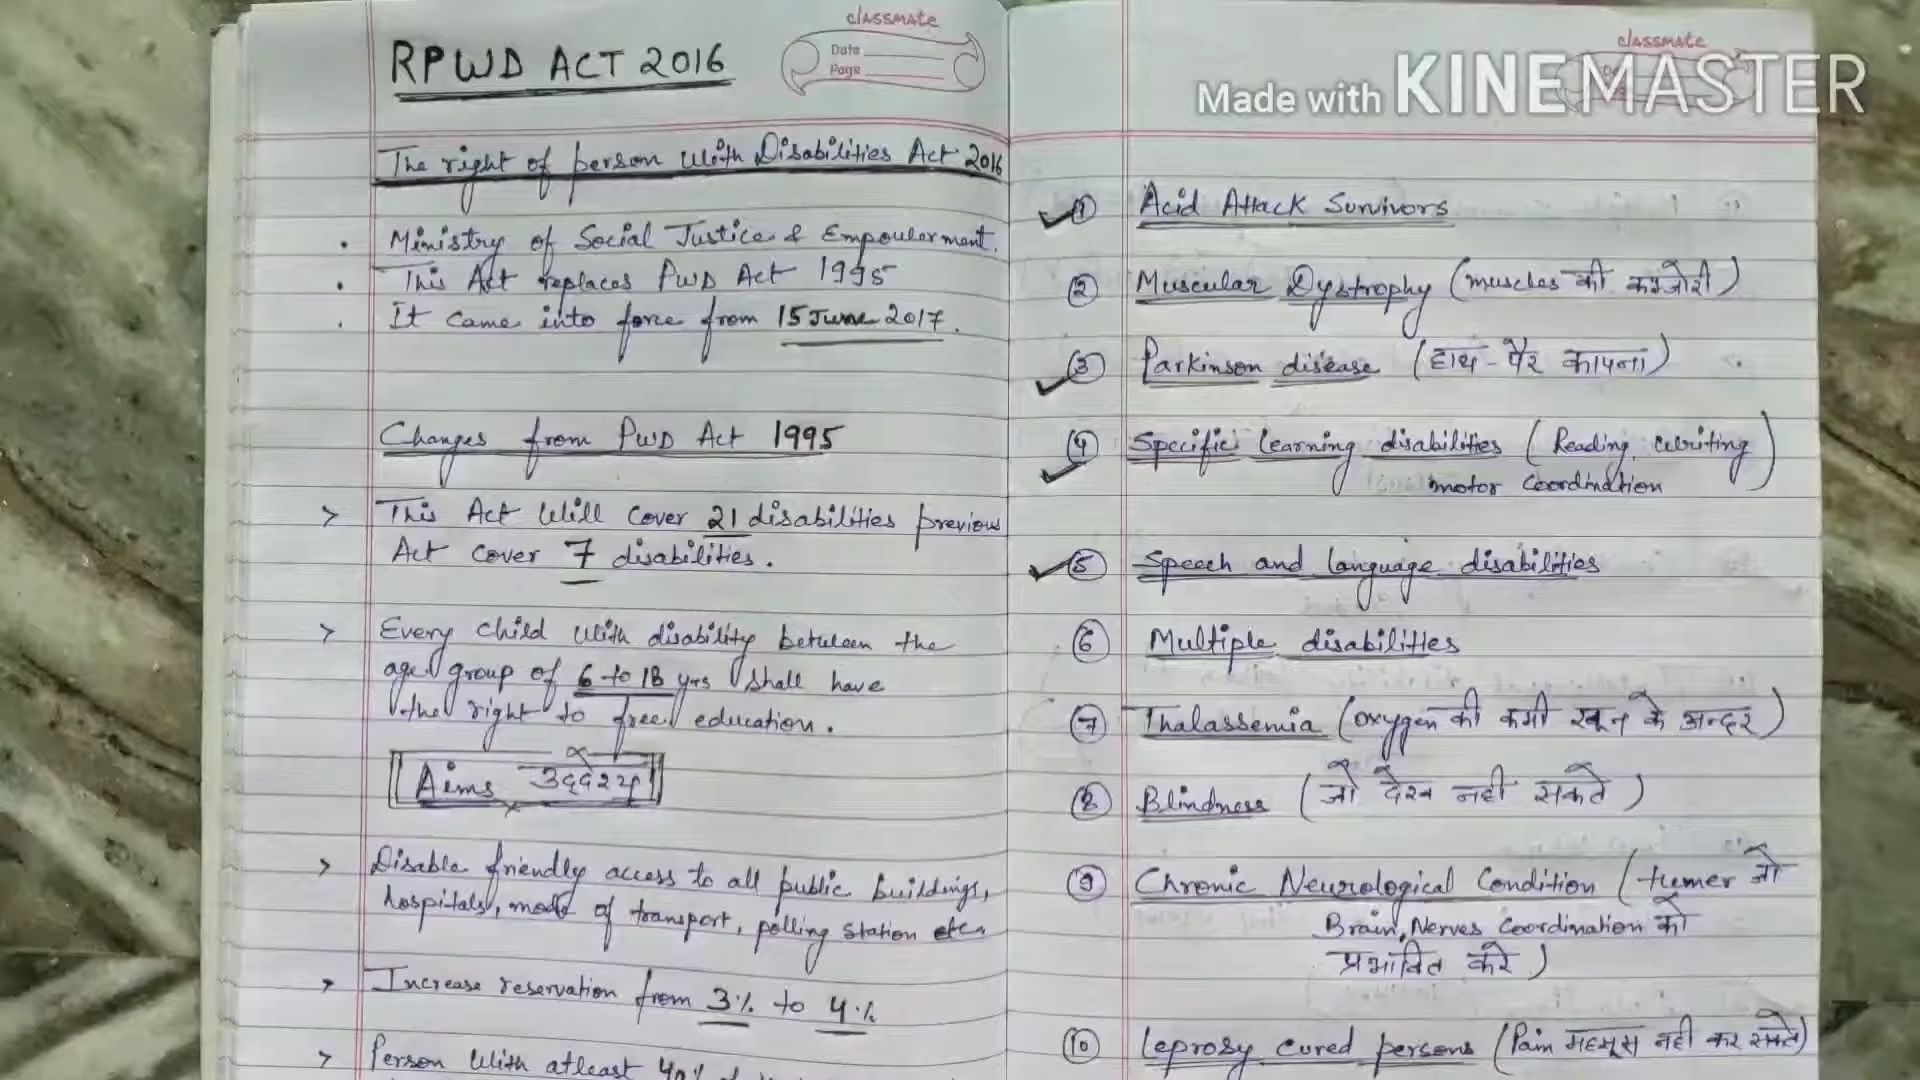 classmate
Date
Page
RPWD ACT 2016
The right of person with Disabilities Act 2016
. Ministry of Social Justice & Empowerment.
. This Act replaces PWD Act 1995
. It came into force from 15 June 2017.
Changes from PWD Act 1995
> This Act will cover 21 disabilities previous
Act cover 7 disabilities.
> Every child with disability between the
age group of 6 to 18 yrs shall have
the right to free education.
Aims उद्देश्य
> Disable friendly access to all public buildings,
hospitals, mode of transport, polling station etc.
> Increase reservation from 3% to 4%
> Person with atleast 40% of
classmate
Made with KINEMASTER
① Acid Attack Survivors
② Muscular Dystrophy (muscles की कमजोरी)
③ Parkinson disease (हाथ-पैर कापना)
④ Specific learning disabilities (Reading, writing
motor coordination)
⑤ Speech and language disabilities
⑥ Multiple disabilities
⑦ Thalassemia (oxygen की कमी खून के अन्दर)
⑧ Blindness (जो देख नही सकते)
⑨ Chronic Neurological Condition (tumer जो
Brain, Nerves coordination को
प्रभावित करे)
⑩ leprosy cured persons (Pain महसूस नही कर सकते)